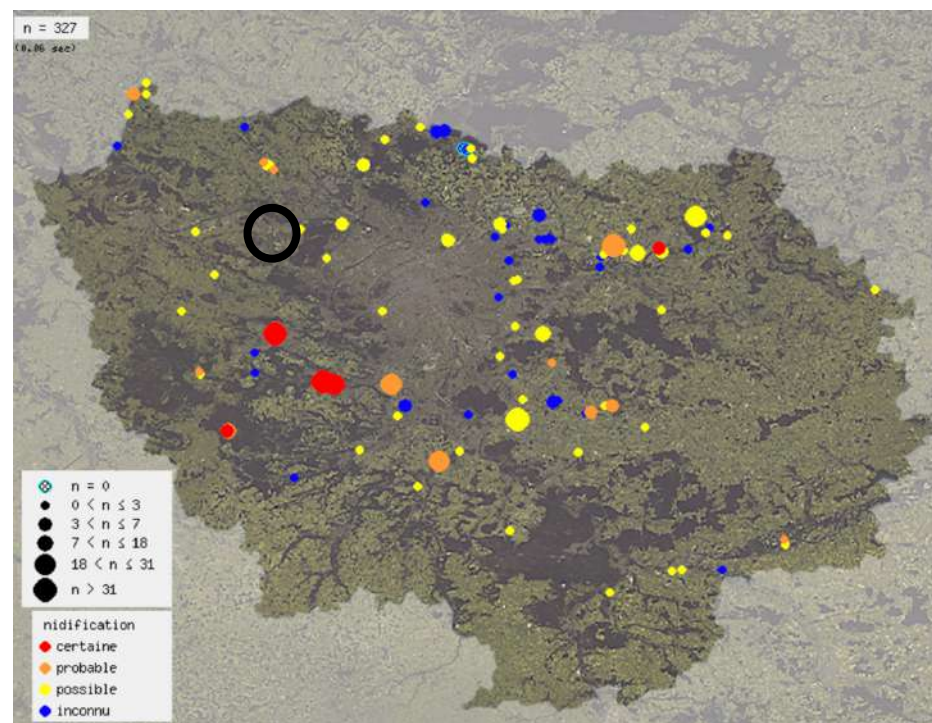 n = 327
(0.06 sec)
n = 0
0 < n ≤ 3
3 < n ≤ 7
7 < n ≤ 18
18 < n ≤ 31
n > 31
nidification
certaine
probable
possible
inconnu